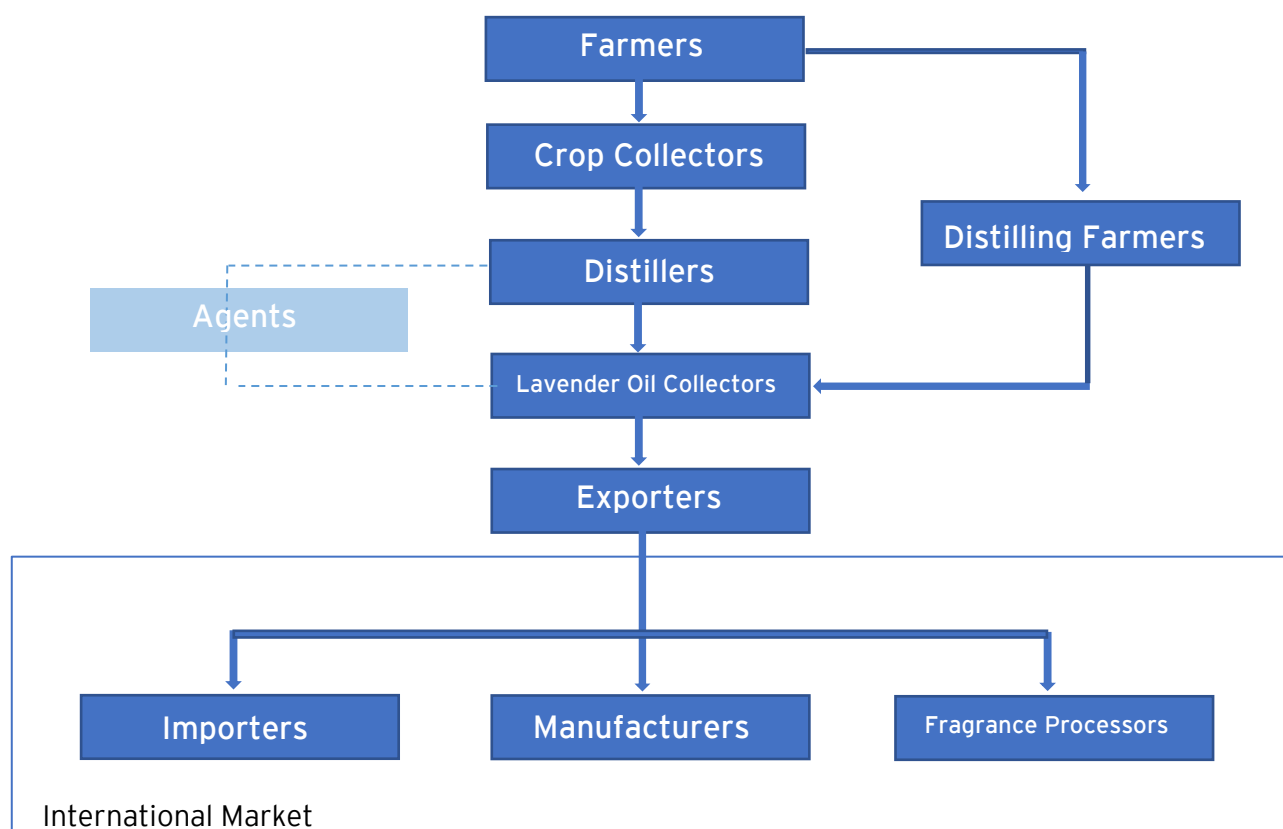 Farmers
Crop Collectors
Distilling Farmers
Distillers
Agents
Lavender Oil Collectors
Exporters
Importers
Manufacturers
Fragrance Processors
International Market